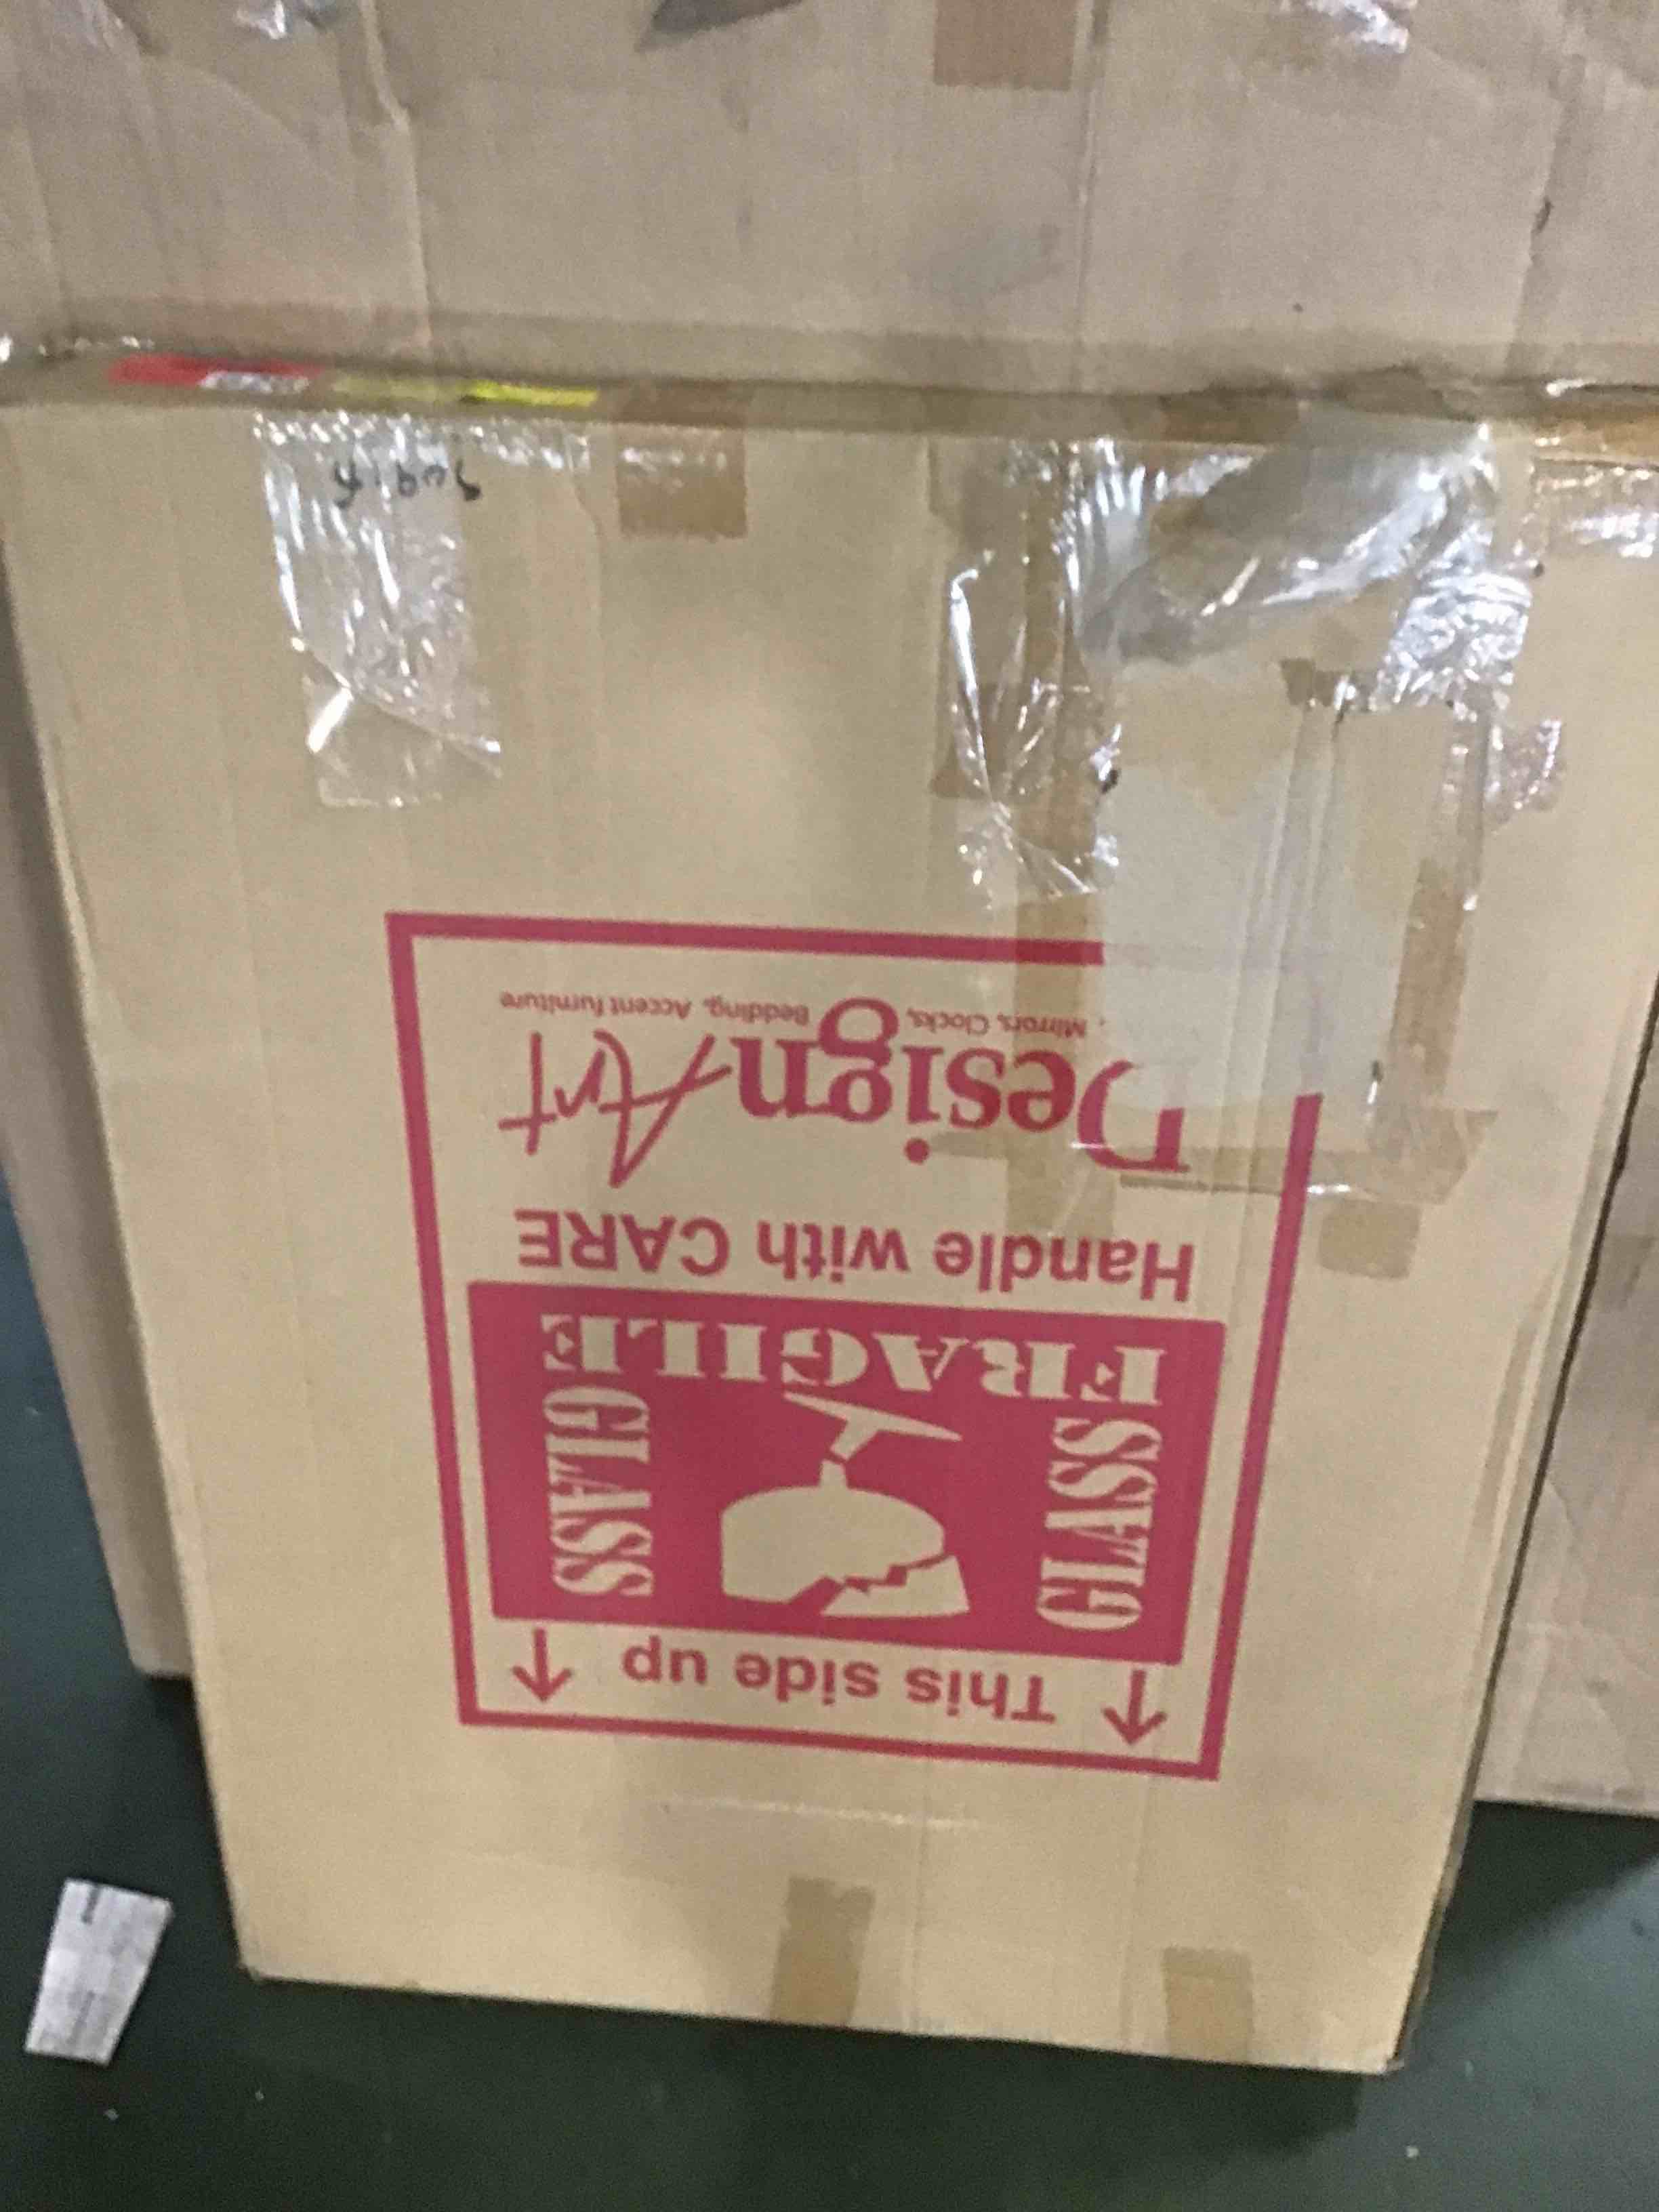 This side up
GLASS
GLASS
FRAGILE
Handle with CARE
DesignArt
Mirrors, Clocks, Bedding, Accent furniture